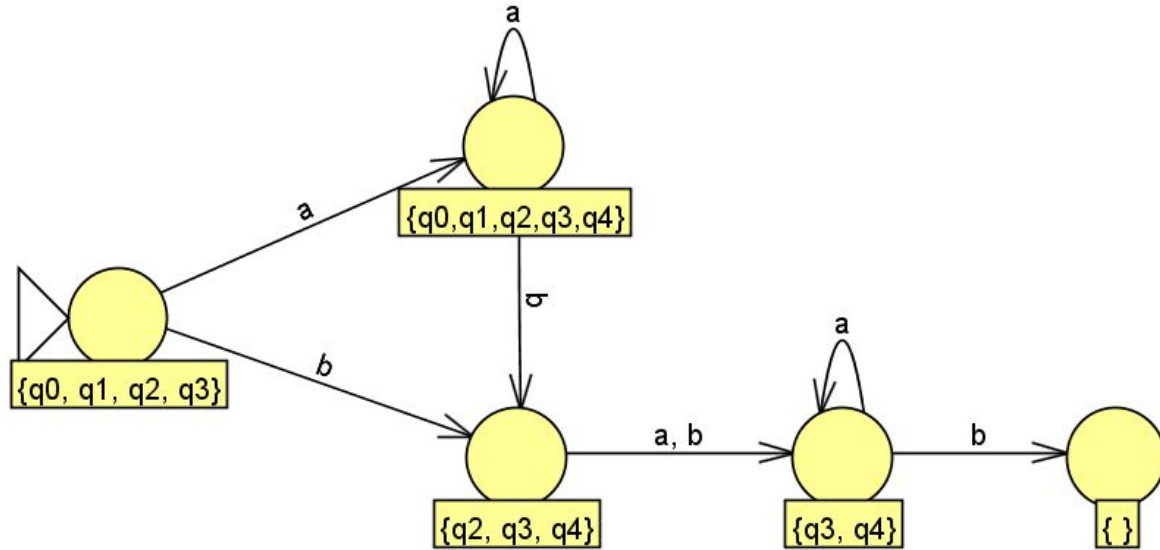 a
{q0,q1,q2,q3,q4}
a
b
{q0, q1, q2, q3}
b
a
a, b
b
{q2, q3, q4}
{q3, q4}
{ }